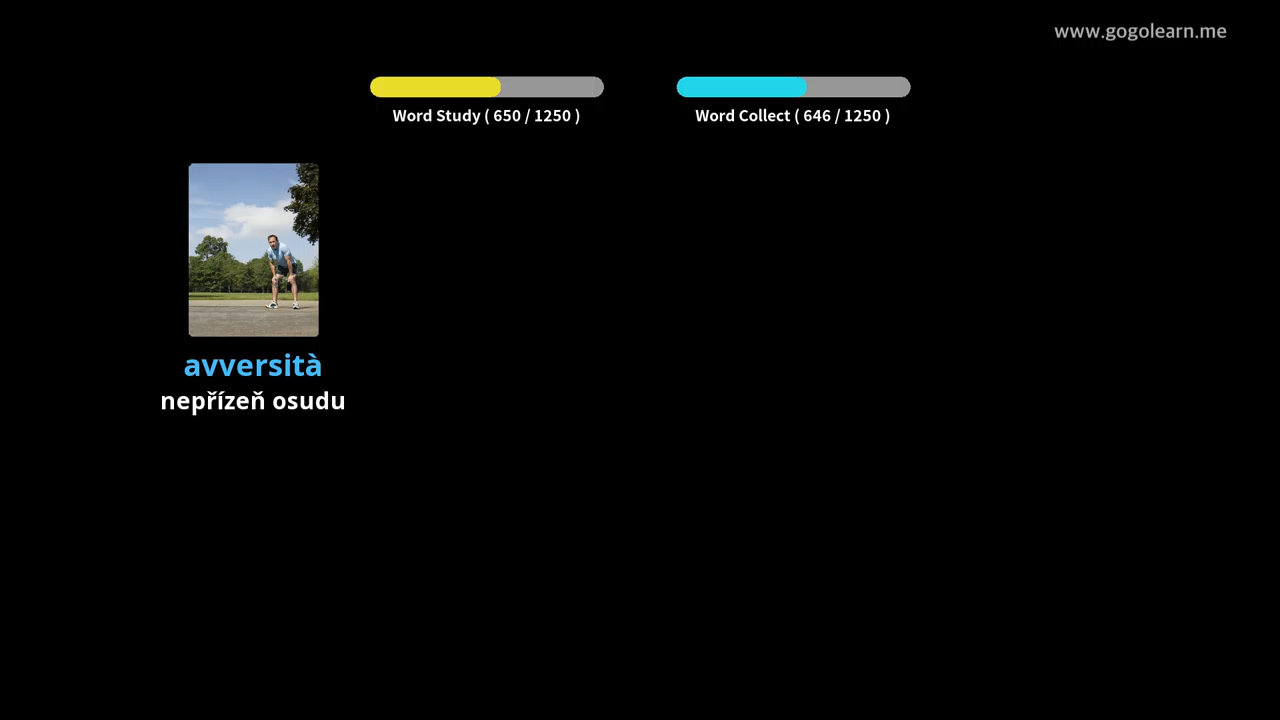 www.gogolearn.me
Word Study ( 650 / 1250 )
Word Collect ( 646 / 1250 )
avversità
nepřízeň osudu